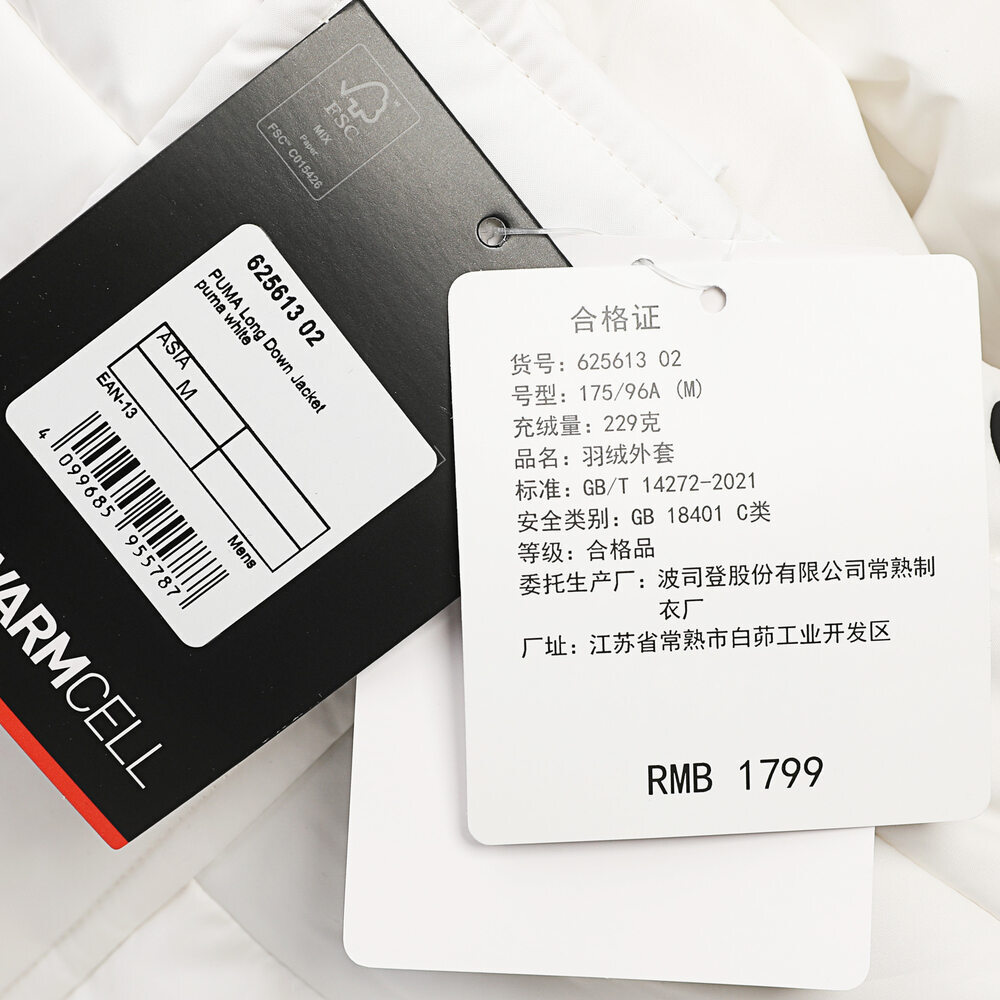 FSC
™
MIX
Paper
FSC™ C015426
625613 02
PUMA Long Down Jacket
puma white
ASIA
M
EAN-13
Mens
4 099685 955787
WARMCELL
合格证
货号：625613 02
号型：175/96A (M)
充绒量：229克
品名：羽绒外套
标准：GB/T 14272-2021
安全类别：GB 18401 C类
等级：合格品
委托生产厂：波司登股份有限公司常熟制
衣厂
厂址：江苏省常熟市白茆工业开发区
RMB 1799